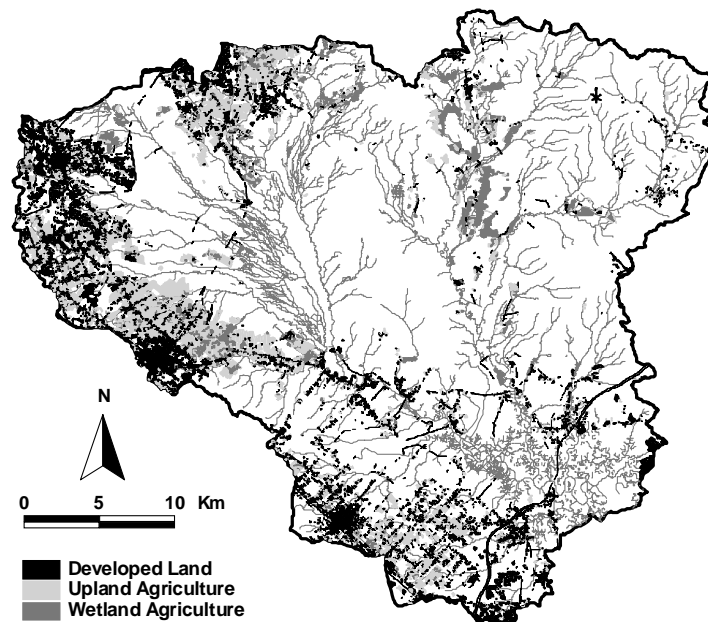 N
0 5 10 Km
Developed Land
Upland Agriculture
Wetland Agriculture